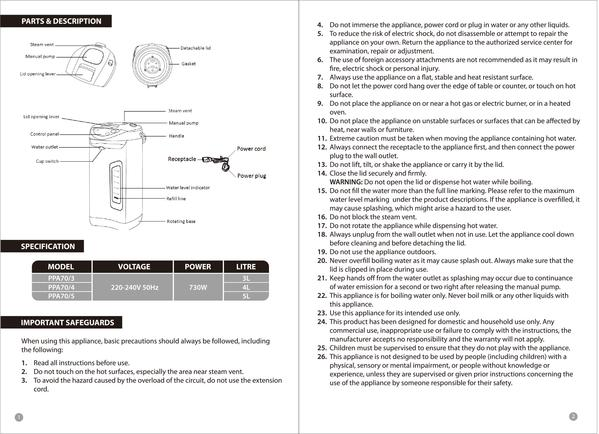 PARTS & DESCRIPTION
Steam vent
Manual pump
Lid opening lever
Detachable lid
Gasket
Lid opening lever
Control panel
Water outlet
Cup switch
Steam vent
Manual pump
Handle
Receptacle
Power cord
Power plug
Water level indicator
Refill line
Rotating base
SPECIFICATION
MODEL VOLTAGE POWER LITRE
PPA70/3 3L
PPA70/4 220-240V 50Hz 730W 4L
PPA70/5 5L
IMPORTANT SAFEGUARDS
When using this appliance, basic precautions should always be followed, including
the following:
1. Read all instructions before use.
2. Do not touch on the hot surfaces, especially the area near steam vent.
3. To avoid the hazard caused by the overload of the circuit, do not use the extension
cord.
1
4. Do not immerse the appliance, power cord or plug in water or any other liquids.
5. To reduce the risk of electric shock, do not disassemble or attempt to repair the
appliance on your own. Return the appliance to the authorized service center for
examination, repair or adjustment.
6. The use of foreign accessory attachments are not recommended as it may result in
fire, electric shock or personal injury.
7. Always use the appliance on a flat, stable and heat resistant surface.
8. Do not let the power cord hang over the edge of table or counter, or touch on hot
surface.
9. Do not place the appliance on or near a hot gas or electric burner, or in a heated
oven.
10. Do not place the appliance on unstable surfaces or surfaces that can be affected by
heat, near walls or furniture.
11. Extreme caution must be taken when moving the appliance containing hot water.
12. Always connect the receptacle to the appliance first, and then connect the power
plug to the wall outlet.
13. Do not lift, tilt, or shake the appliance or carry it by the lid.
14. Close the lid securely and firmly.
WARNING: Do not open the lid or dispense hot water while boiling.
15. Do not fill the water more than the full line marking. Please refer to the maximum
water level marking under the product descriptions. If the appliance is overfilled, it
may cause splashing, which might arise a hazard to the user.
16. Do not block the steam vent.
17. Do not rotate the appliance while dispensing hot water.
18. Always unplug from the wall outlet when not in use. Let the appliance cool down
before cleaning and before detaching the lid.
19. Do not use the appliance outdoors.
20. Never overfill boiling water as it may cause splash out. Always make sure that the
lid is clipped in place during use.
21. Keep hands off from the water outlet as splashing may occur due to continuance
of water emission for a second or two right after releasing the manual pump.
22. This appliance is for boiling water only. Never boil milk or any other liquids with
this appliance.
23. Use this appliance for its intended use only.
24. This product has been designed for domestic and household use only. Any
commercial use, inappropriate use or failure to comply with the instructions, the
manufacturer accepts no responsibility and the warranty will not apply.
25. Children must be supervised to ensure that they do not play with the appliance.
26. This appliance is not designed to be used by people (including children) with a
physical, sensory or mental impairment, or people without knowledge or
experience, unless they are supervised or given prior instructions concerning the
use of the appliance by someone responsible for their safety.
2